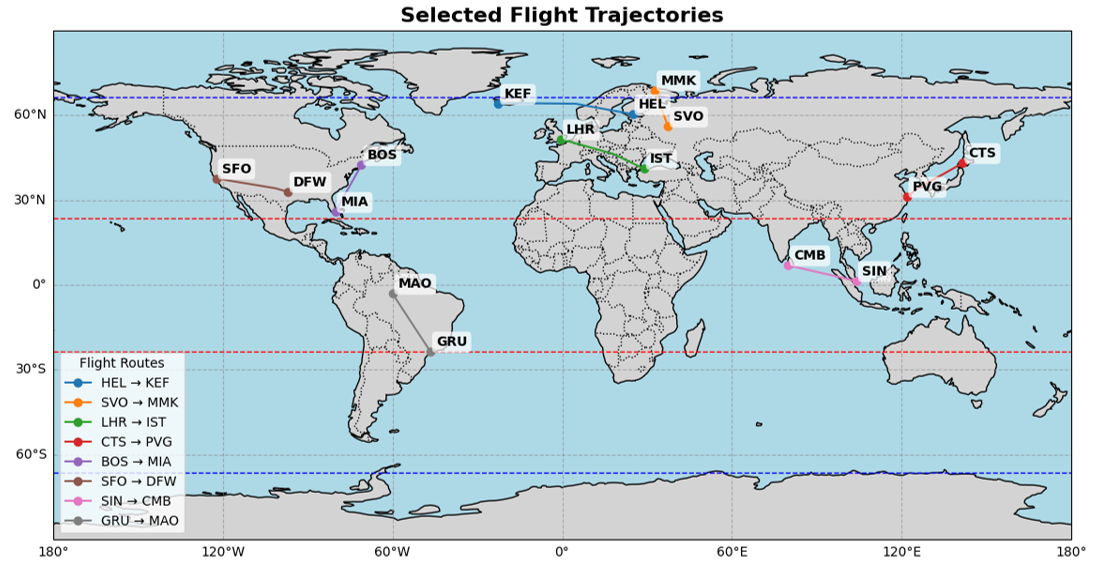 Selected Flight Trajectories
MMK
KEF
HEL
SVO
LHR
BOS
CTS
IST
SFO
DFW
PVG
MIA
CMB
SIN
MAO
GRU
60°N
30°N
0°
30°S
60°S
Flight Routes
HEL → KEF
SVO → MMK
LHR → IST
CTS → PVG
BOS → MIA
SFO → DFW
SIN → CMB
GRU → MAO
180° 120°W 60°W 0° 60°E 120°E 180°